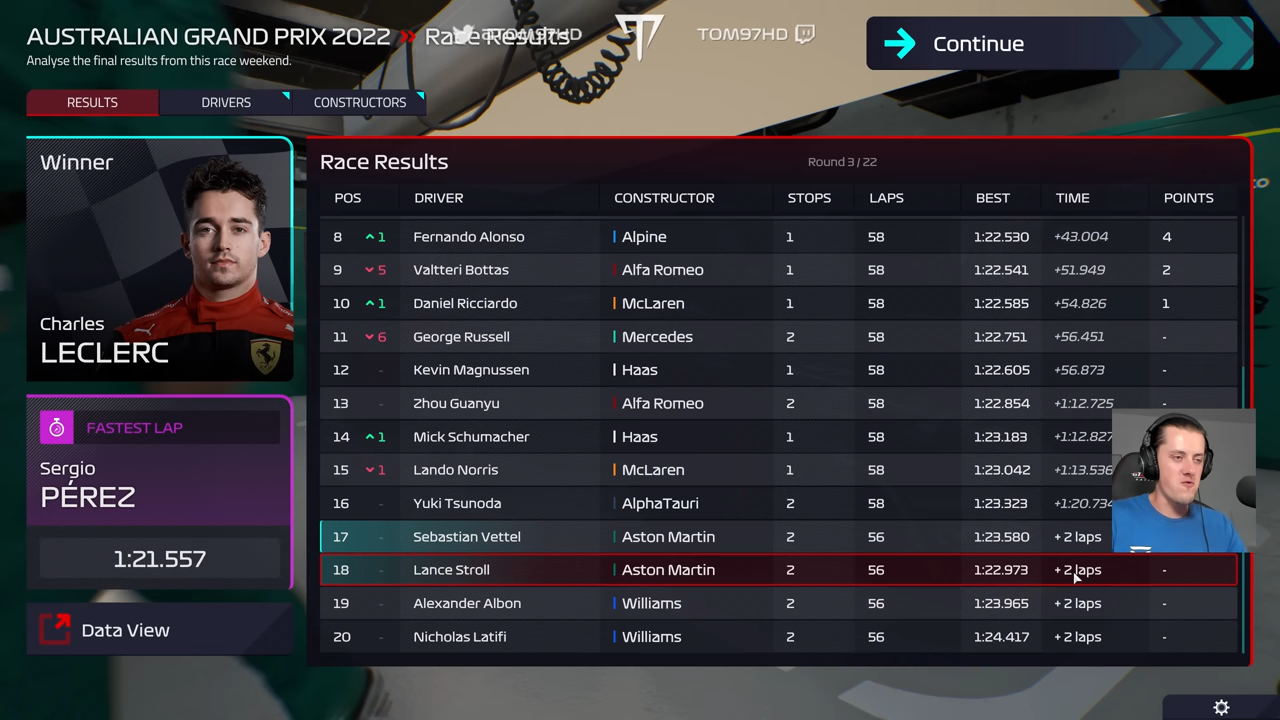 AUSTRALIAN GRAND PRIX 2022 » Race Results
@TOM97HD
TOM97HD
Continue
Analyse the final results from this race weekend.
RESULTS DRIVERS CONSTRUCTORS
Winner
Charles
LECLERC
FASTEST LAP
Sergio
PÉREZ
1:21.557
Data View
Race Results Round 3 / 22
POS DRIVER CONSTRUCTOR STOPS LAPS BEST TIME POINTS
8 1 Fernando Alonso Alpine 1 58 1:22.530 +43.004 4
9 5 Valtteri Bottas Alfa Romeo 1 58 1:22.541 +51.949 2
10 1 Daniel Ricciardo McLaren 1 58 1:22.585 +54.826 1
11 6 George Russell Mercedes 2 58 1:22.751 +56.451 -
12 - Kevin Magnussen Haas 1 58 1:22.605 +56.873 -
13 - Zhou Guanyu Alfa Romeo 2 58 1:22.854 +1:12.725 -
14 1 Mick Schumacher Haas 1 58 1:23.183 +1:12.827
15 1 Lando Norris McLaren 1 58 1:23.042 +1:13.536
16 - Yuki Tsunoda AlphaTauri 2 58 1:23.323 +1:20.734
17 - Sebastian Vettel Aston Martin 2 56 1:23.580 + 2 laps
18 - Lance Stroll Aston Martin 2 56 1:22.973 + 2 laps -
19 - Alexander Albon Williams 2 56 1:23.965 + 2 laps -
20 - Nicholas Latifi Williams 2 56 1:24.417 + 2 laps -